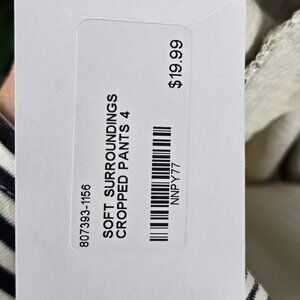 807393-1156
SOFT SURROUNDINGS
CROPPED PANTS 4
NNPY77
$19.99